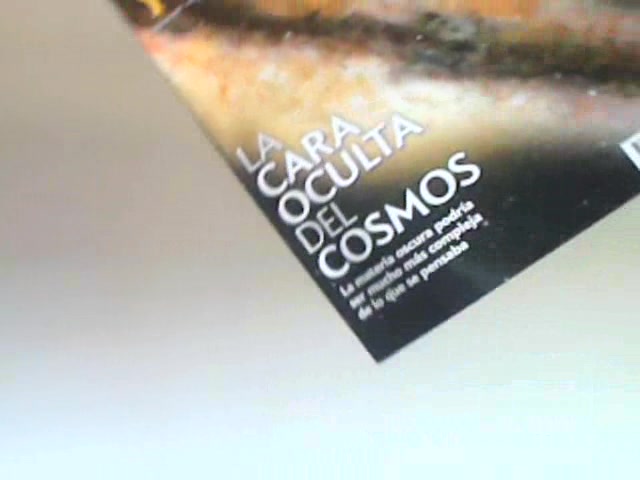 LA
CARA
OCULTA
DEL
COSMOS
La materia oscura podría
ser mucho más compleja
de lo que se pensaba